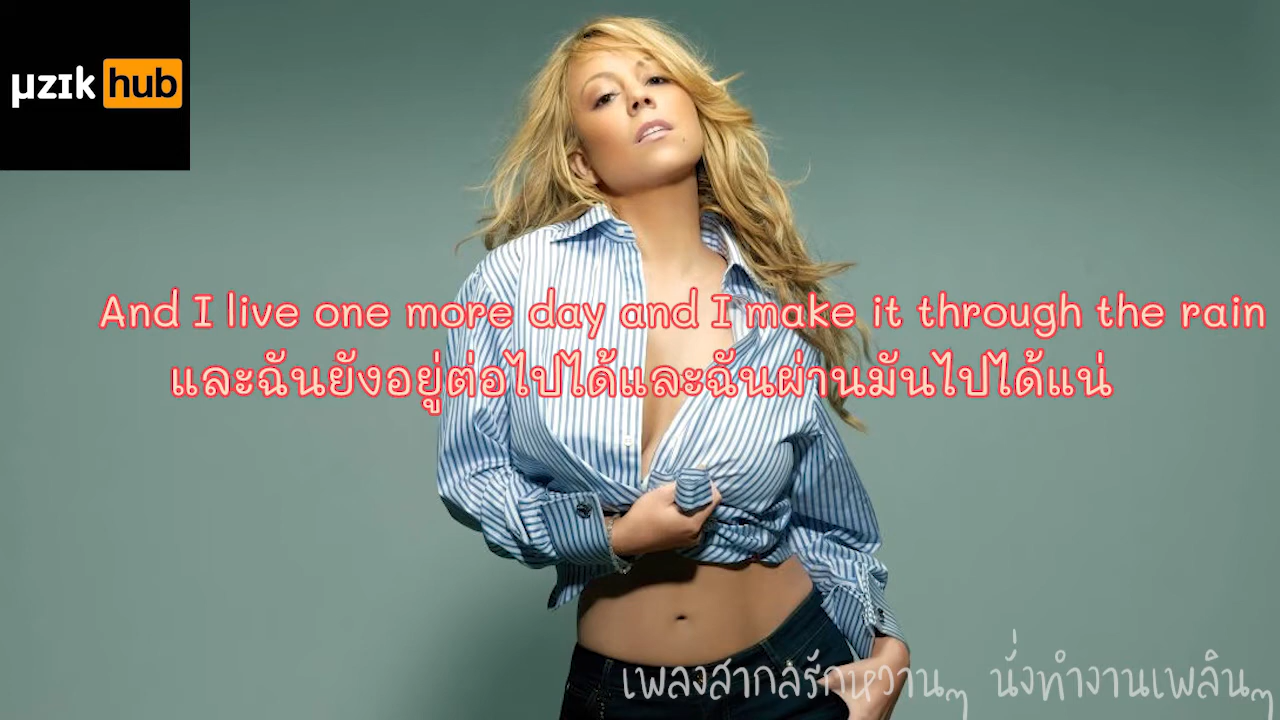 µzɪk hub
And I live one more day and I make it through the rain
และฉันยังอยู่ต่อไปได้และฉันผ่านมันไปได้แน่
เพลงสากลรักหวานๆ นั่งทำงานเพลินๆ